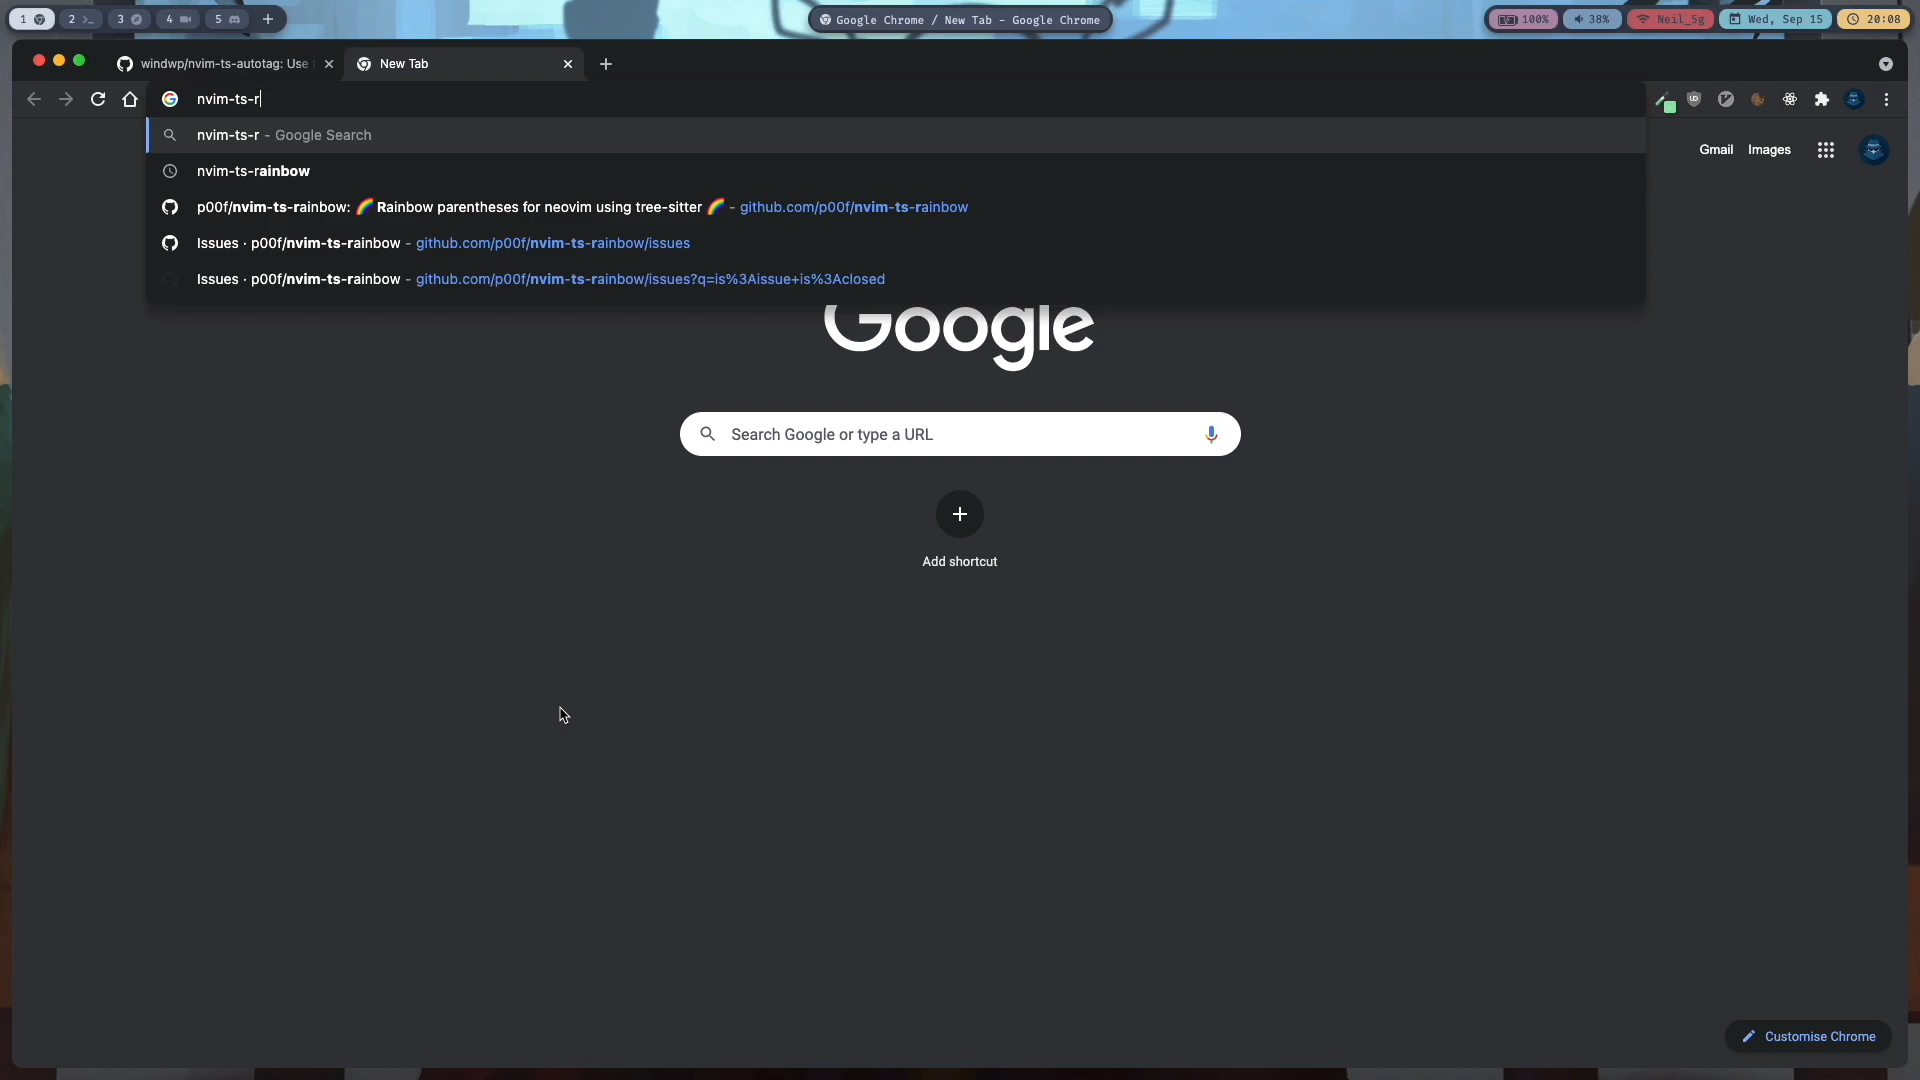 1 2 3 4 5 +
Google Chrome / New Tab - Google Chrome
100% 38% Neil_5g Wed, Sep 15 20:08
windwp/nvim-ts-autotag: Use
New Tab
nvim-ts-r
nvim-ts-r - Google Search
nvim-ts-rainbow
p00f/nvim-ts-rainbow: 🌈 Rainbow parentheses for neovim using tree-sitter 🌈 - github.com/p00f/nvim-ts-rainbow
Issues · p00f/nvim-ts-rainbow - github.com/p00f/nvim-ts-rainbow/issues
Issues · p00f/nvim-ts-rainbow - github.com/p00f/nvim-ts-rainbow/issues?q=is%3Aissue+is%3Aclosed
Gmail Images
Google
Search Google or type a URL
Add shortcut
Customise Chrome